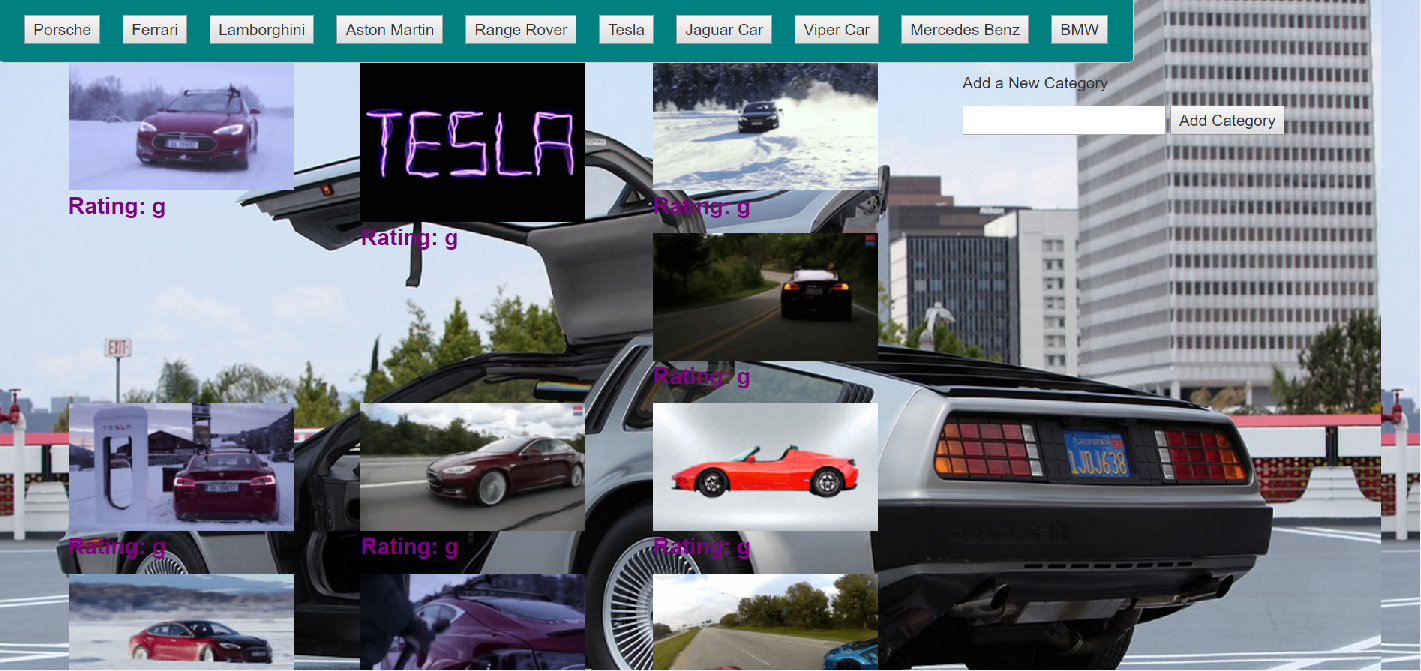 Porsche
Ferrari
Lamborghini
Aston Martin
Range Rover
Tesla
Jaguar Car
Viper Car
Mercedes Benz
BMW
Add a New Category
Add Category
TESLA
Rating: g
Rating: g
Rating: g
Rating: g
EXIT
TESLA
1JOJ638
Rating: g
Rating: g
Rating: g